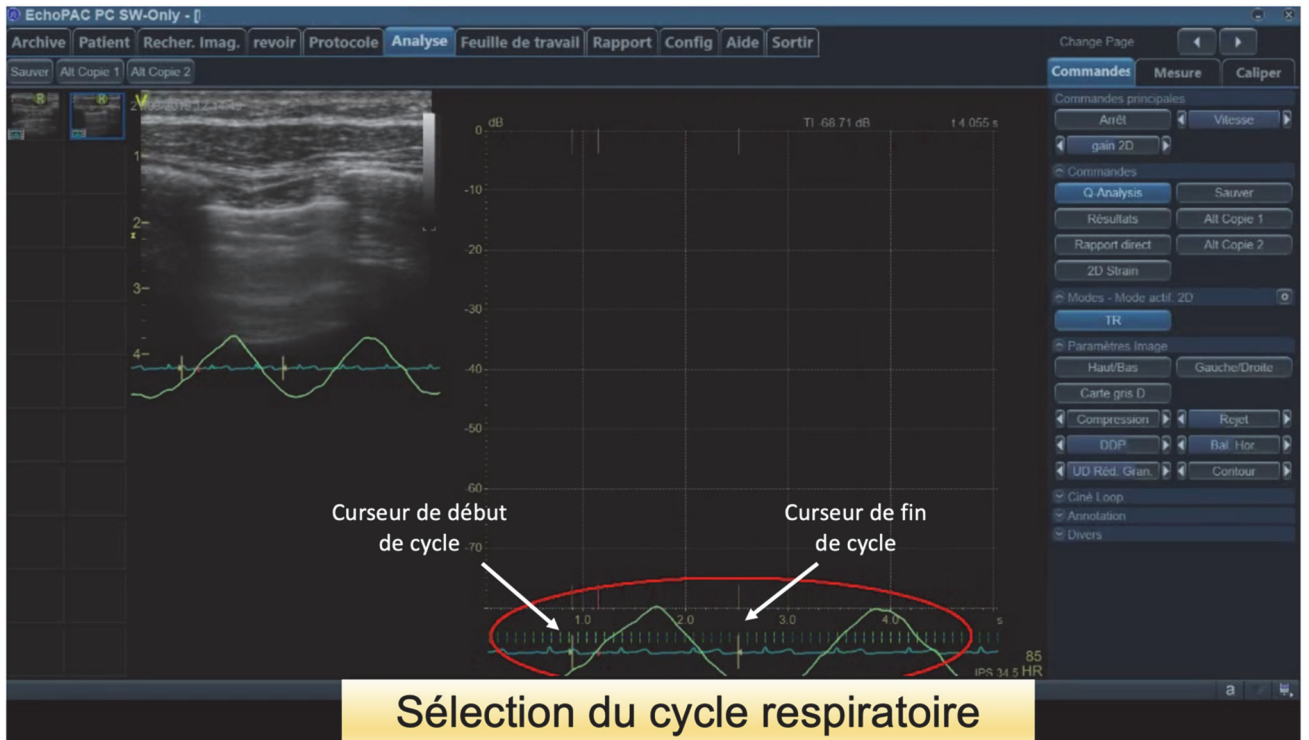 EchoPAC PC SW-Only - [
Archive Patient Recher. Imag. revoir Protocole Analyse Feuille de travail Rapport Config Aide Sortir
Change Page
Sauver Alt Copie 1 Alt Copie 2
Commandes Mesure Caliper
Commandes principales
Arrêt Vitesse
gain 2D
Commandes
Q-Analysis Sauver
Résultats Alt Copie 1
Rapport direct Alt Copie 2
2D Strain
Modes - Mode actif. 2D
TR
Paramètres Image
Haut/Bas Gauche/Droite
Carte gris D
Compression Rejet
DDP Bal. Hor.
UD Réd. Gran. Contour
Ciné Loop
Annotation
Divers
V
1
2
3
4
dB TI -68.71 dB t 4.055 s
0
-10
-20
-30
-40
-50
-60
-70
Curseur de début
de cycle
Curseur de fin
de cycle
1.0 2.0 3.0 4.0 s
85
IPS 34.5 HR
a
Sélection du cycle respiratoire